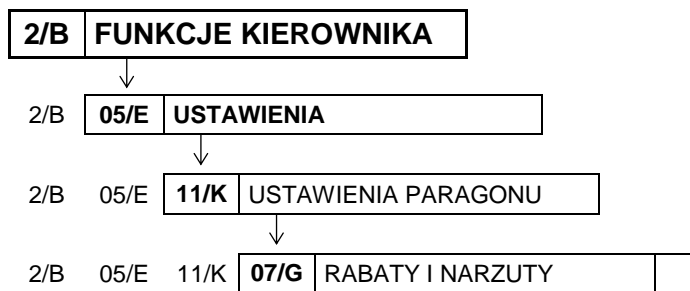 2/B FUNKCJE KIEROWNIKA
2/B 05/E USTAWIENIA
2/B 05/E 11/K USTAWIENIA PARAGONU
2/B 05/E 11/K 07/G RABATY I NARZUTY